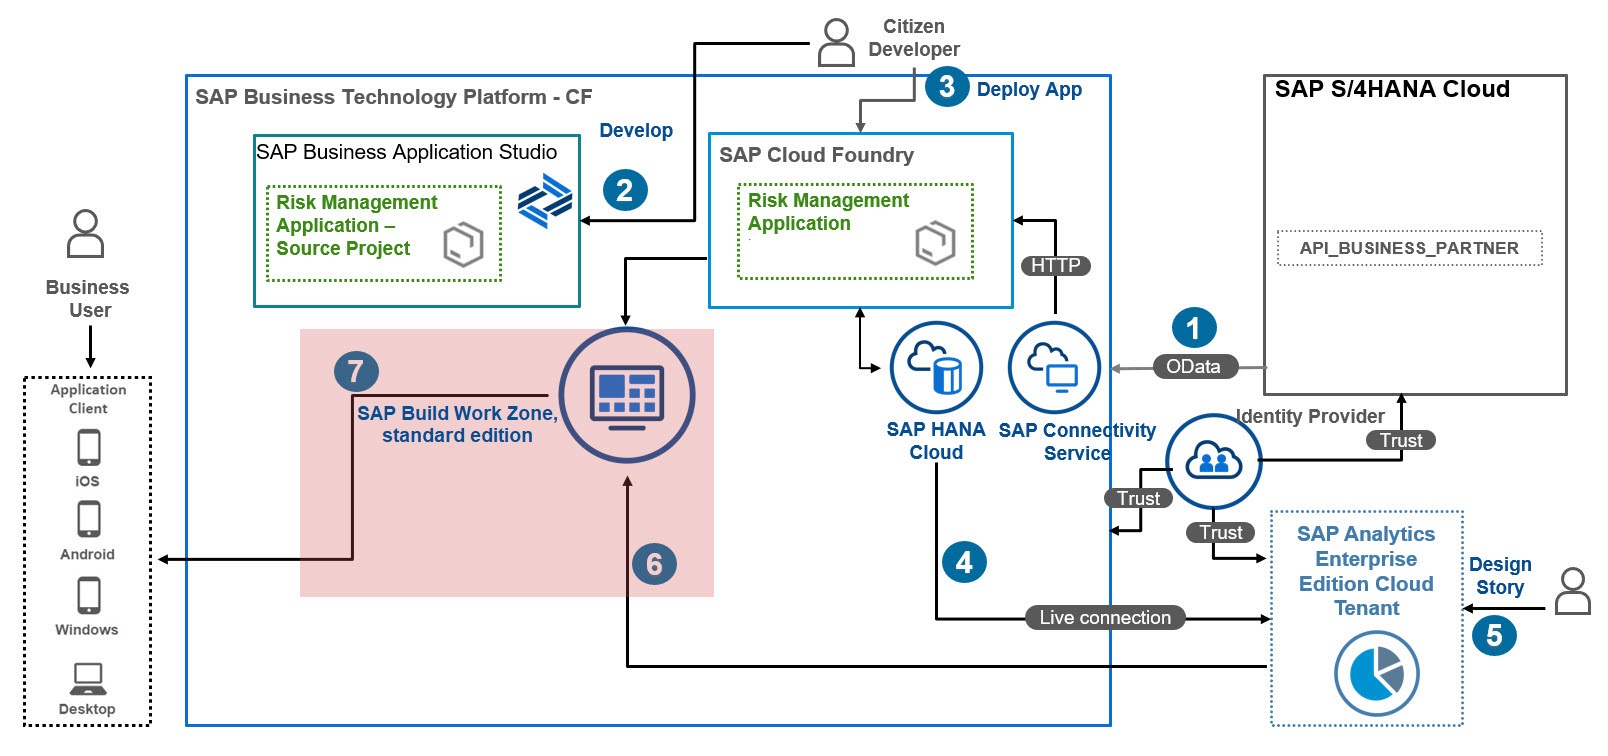 Citizen
Developer
3
Deploy App
SAP Business Technology Platform - CF
SAP S/4HANA Cloud
Develop
SAP Business Application Studio
SAP Cloud Foundry
2
Risk Management
Application –
Source Project
Risk Management
Application
API_BUSINESS_PARTNER
HTTP
Business
User
1
OData
7
Application
Client
SAP Build Work Zone,
standard edition
SAP HANA
Cloud
SAP Connectivity
Service
Identity Provider
Trust
iOS
Trust
Trust
Android
6
4
SAP Analytics
Enterprise
Edition Cloud
Tenant
Design
Story
5
Live connection
Windows
Desktop